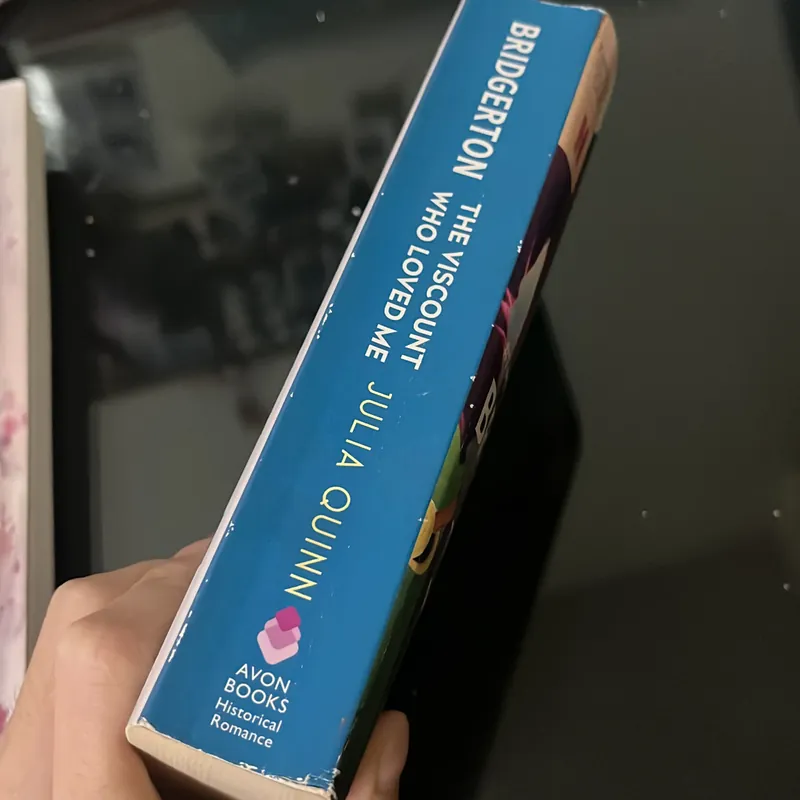 BRIDGERTON
THE VISCOUNT
WHO LOVED ME
JULIA QUINN
AVON
BOOKS
Historical
Romance